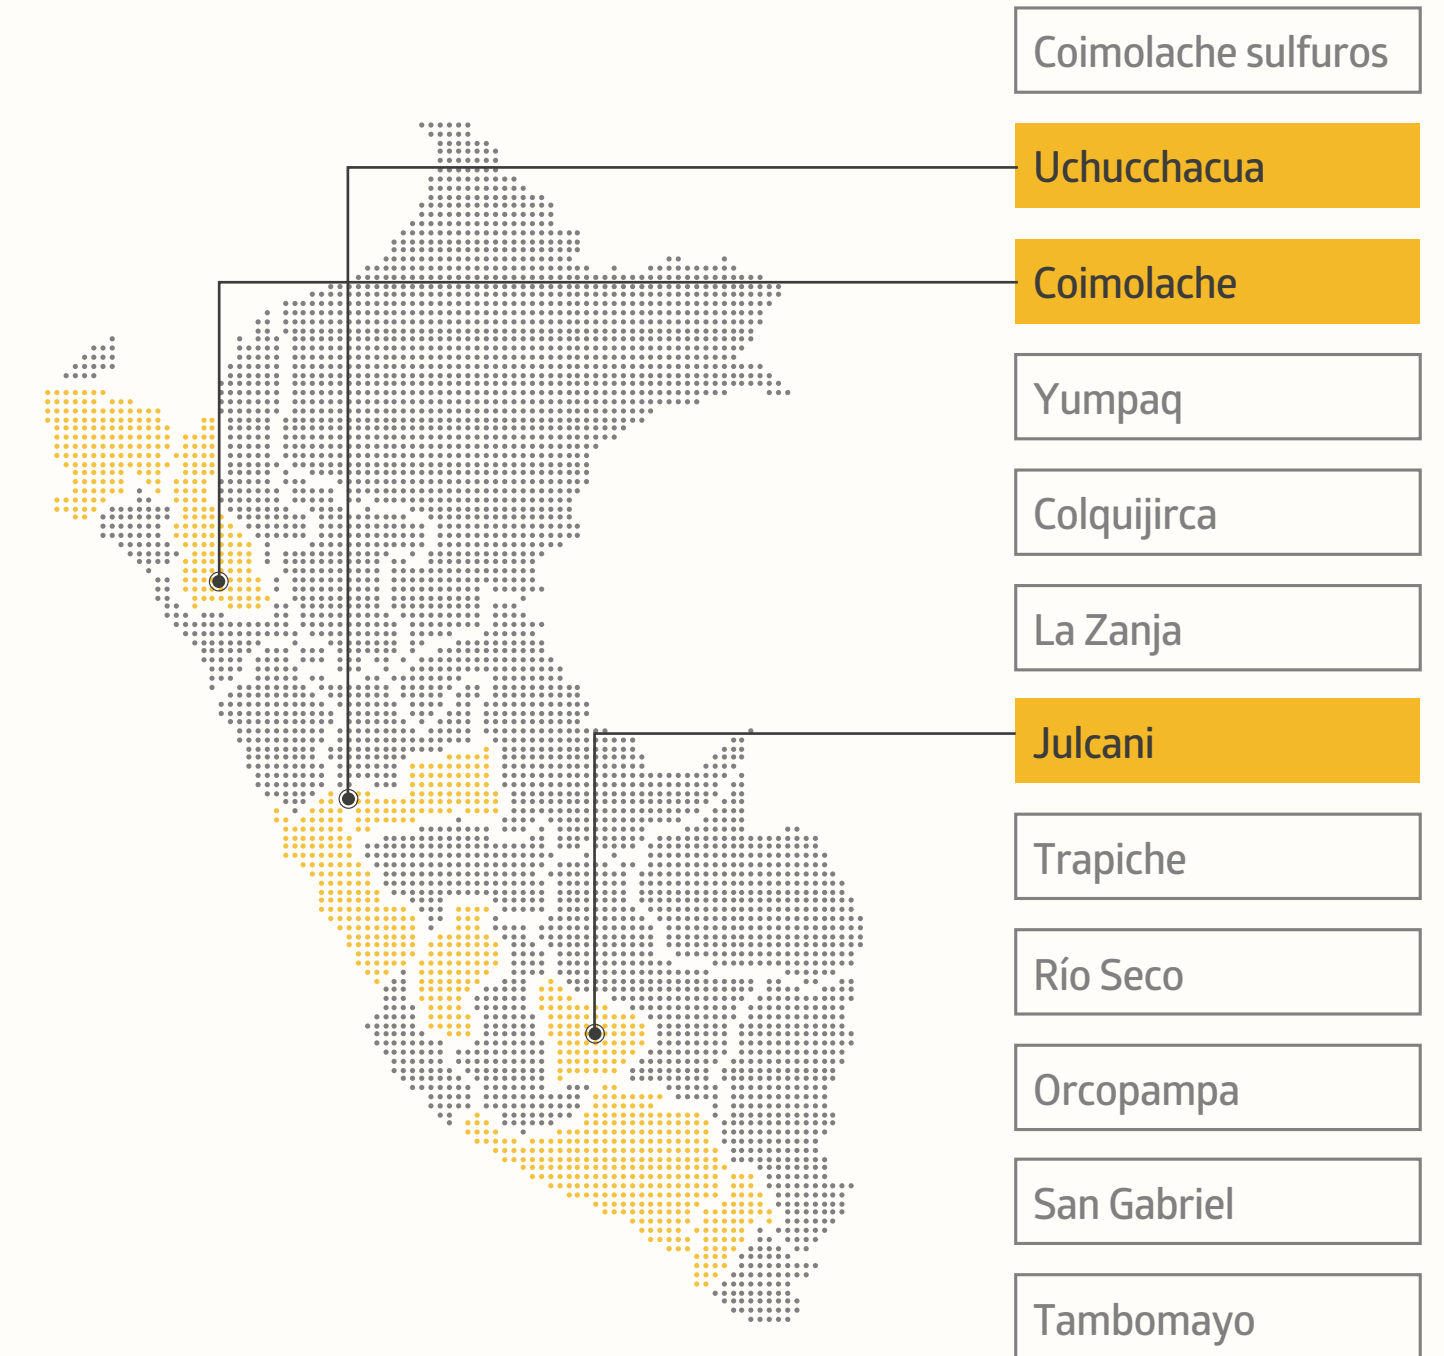 Coimolache sulfuros
Uchucchacua
Coimolache
Yumpaq
Colquijirca
La Zanja
Julcani
Trapiche
Río Seco
Orcopampa
San Gabriel
Tambomayo